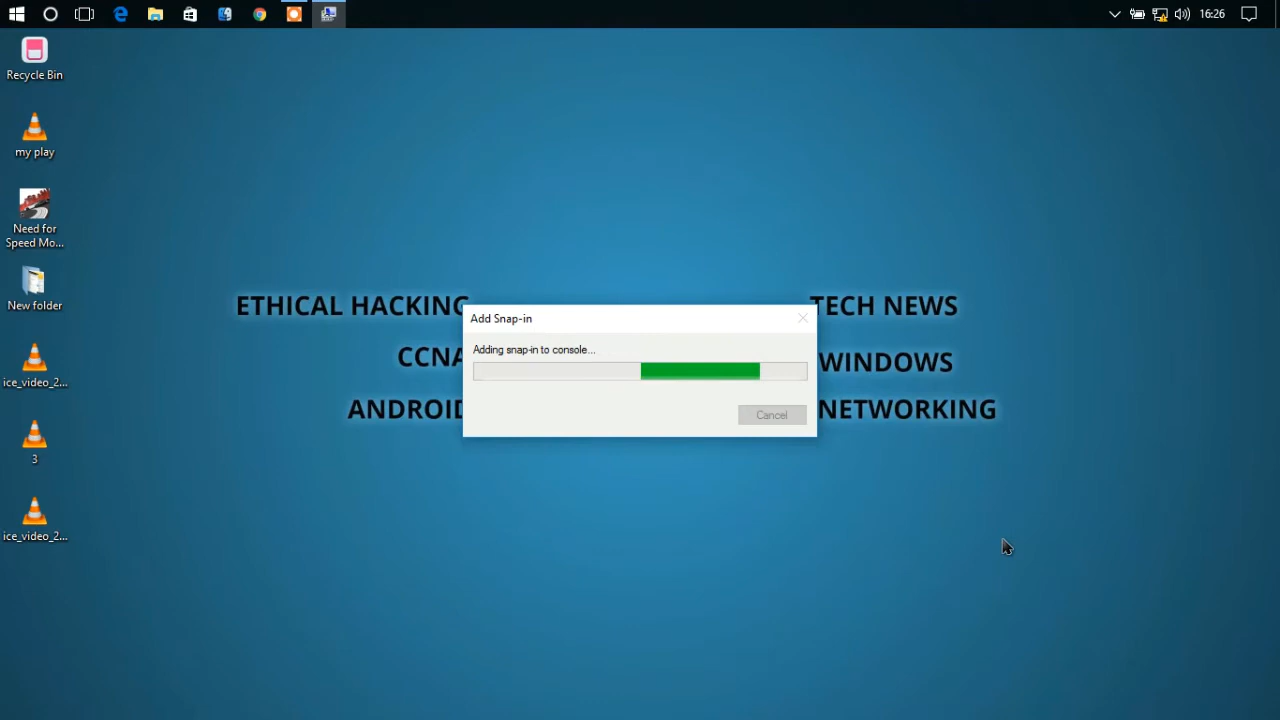 16:26
Recycle Bin
my play
Need for
Speed Mo...
New folder
ice_video_2...
3
ice_video_2...
ETHICAL HACKING
CCNA
ANDROID
TECH NEWS
WINDOWS
NETWORKING
Add Snap-in
Adding snap-in to console...
Cancel